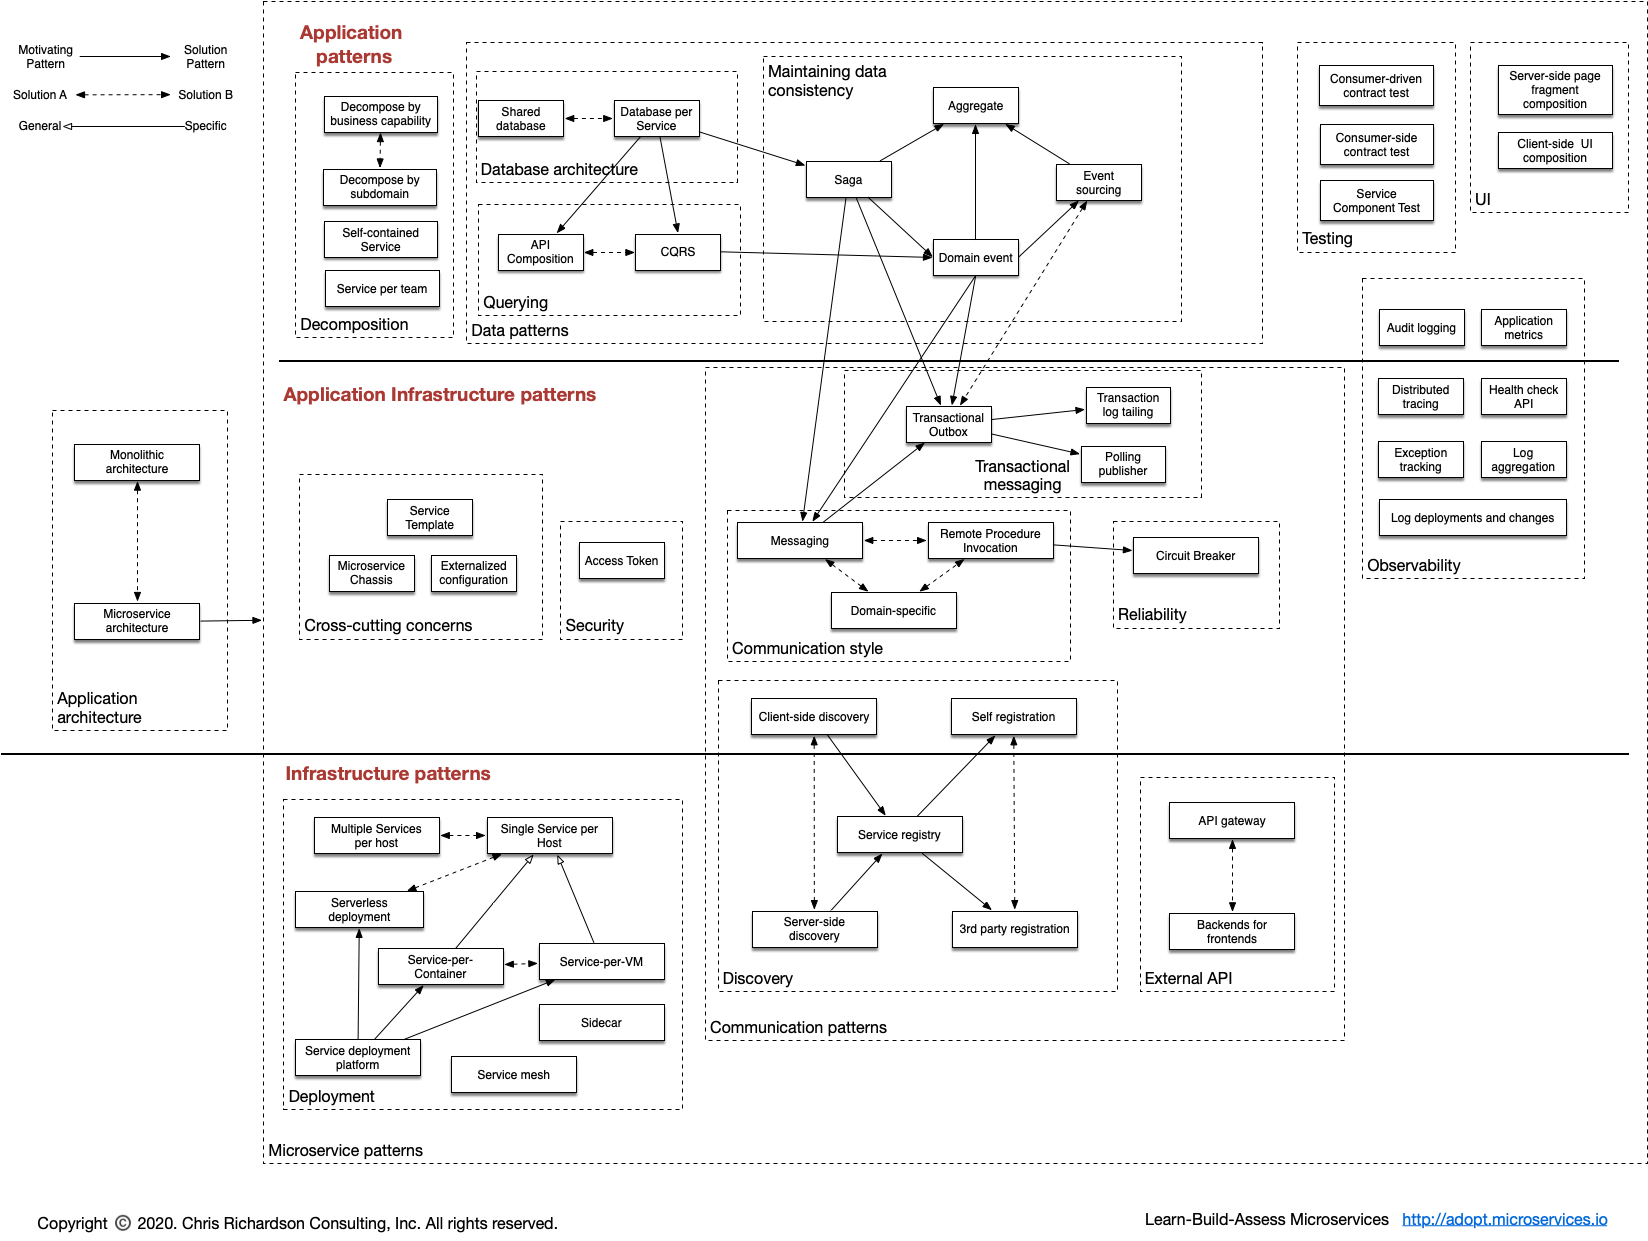 Motivating
Pattern
Solution
Pattern
Solution A
Solution B
General
Specific
Application
patterns
Decompose by
business capability
Decompose by
subdomain
Self-contained
Service
Service per team
Decomposition
Shared
database
Database per
Service
Database architecture
API
Composition
CQRS
Querying
Data patterns
Maintaining data
consistency
Aggregate
Saga
Event
sourcing
Domain event
Consumer-driven
contract test
Consumer-side
contract test
Service
Component Test
Testing
Server-side page
fragment
composition
Client-side UI
composition
UI
Audit logging
Application
metrics
Distributed
tracing
Health check
API
Exception
tracking
Log
aggregation
Log deployments and changes
Observability
Application Infrastructure patterns
Monolithic
architecture
Microservice
architecture
Application
architecture
Service
Template
Microservice
Chassis
Externalized
configuration
Cross-cutting concerns
Access Token
Security
Transactional
Outbox
Transaction
log tailing
Polling
publisher
Transactional
messaging
Messaging
Remote Procedure
Invocation
Domain-specific
Communication style
Circuit Breaker
Reliability
Client-side discovery
Self registration
Service registry
Server-side
discovery
3rd party registration
Discovery
API gateway
Backends for
frontends
External API
Communication patterns
Infrastructure patterns
Multiple Services
per host
Single Service per
Host
Serverless
deployment
Service-per-
Container
Service-per-VM
Sidecar
Service deployment
platform
Service mesh
Deployment
Microservice patterns
Copyright © 2020. Chris Richardson Consulting, Inc. All rights reserved.
Learn-Build-Assess Microservices http://adopt.microservices.io